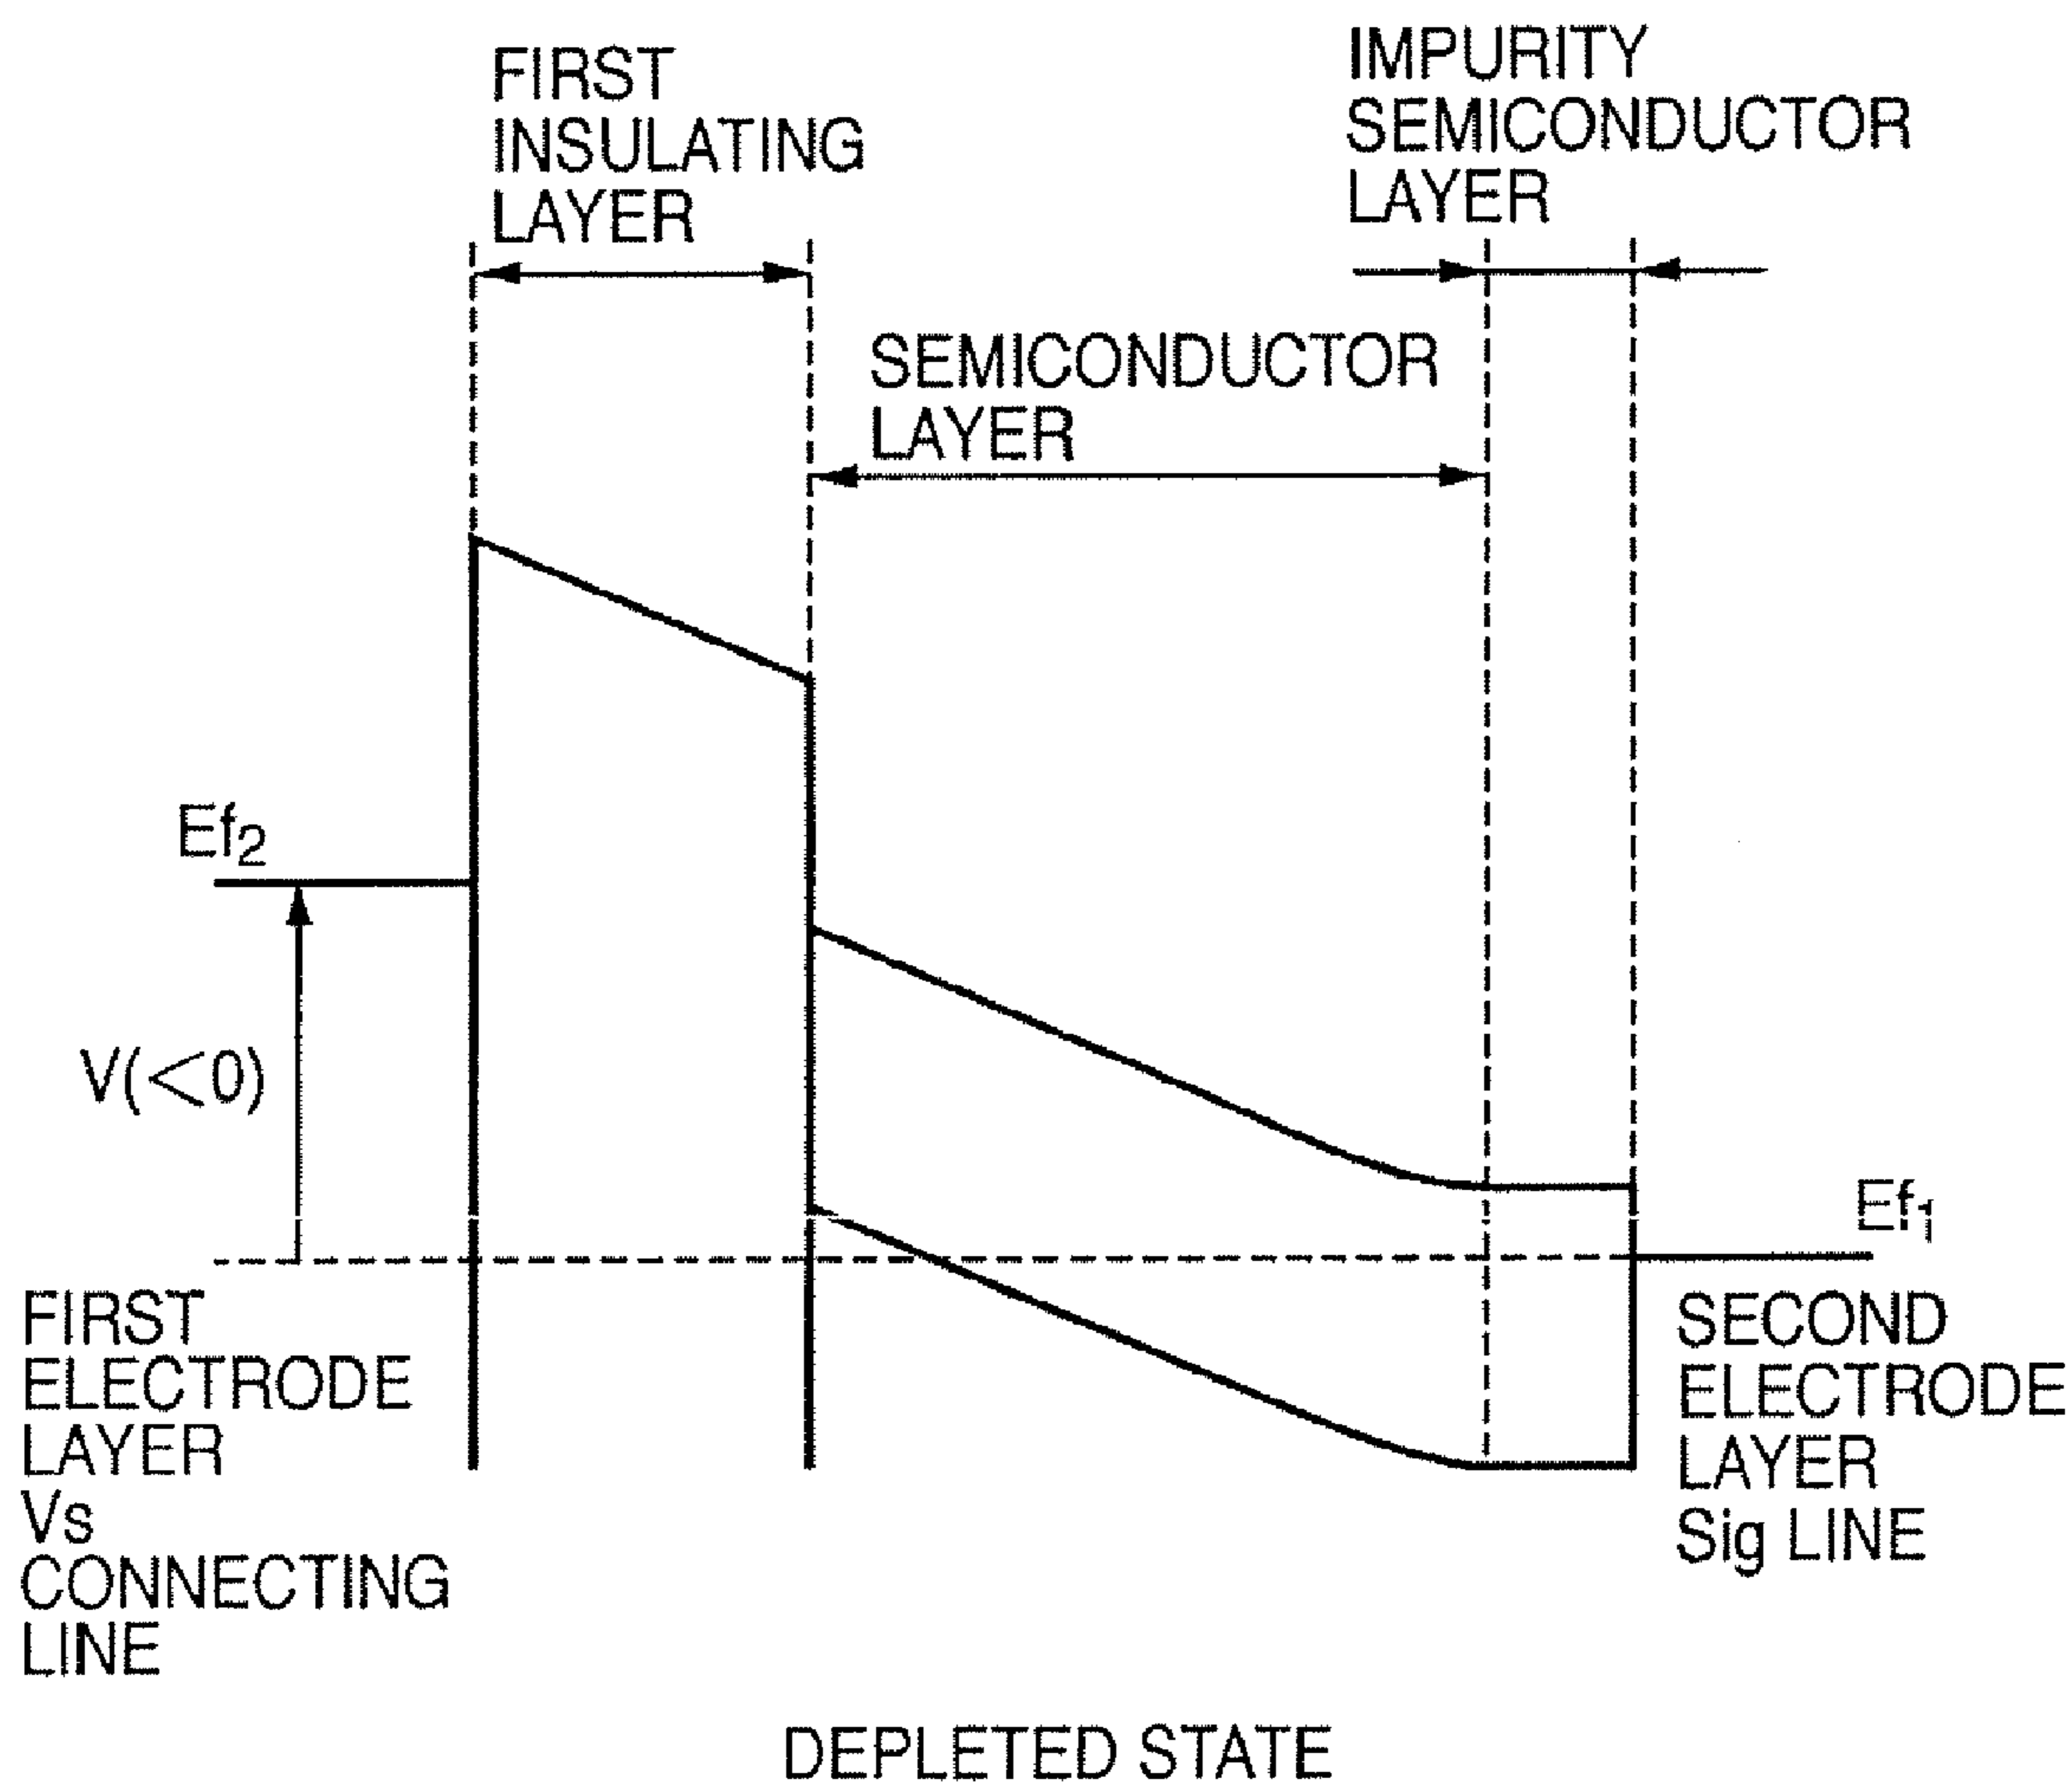 FIRST
INSULATING
LAYER
IMPURITY
SEMICONDUCTOR
LAYER
SEMICONDUCTOR
LAYER
Ef2
V(<0)
Ef1
FIRST
ELECTRODE
LAYER
Vs
CONNECTING
LINE
SECOND
ELECTRODE
LAYER
Sig LINE
DEPLETED STATE